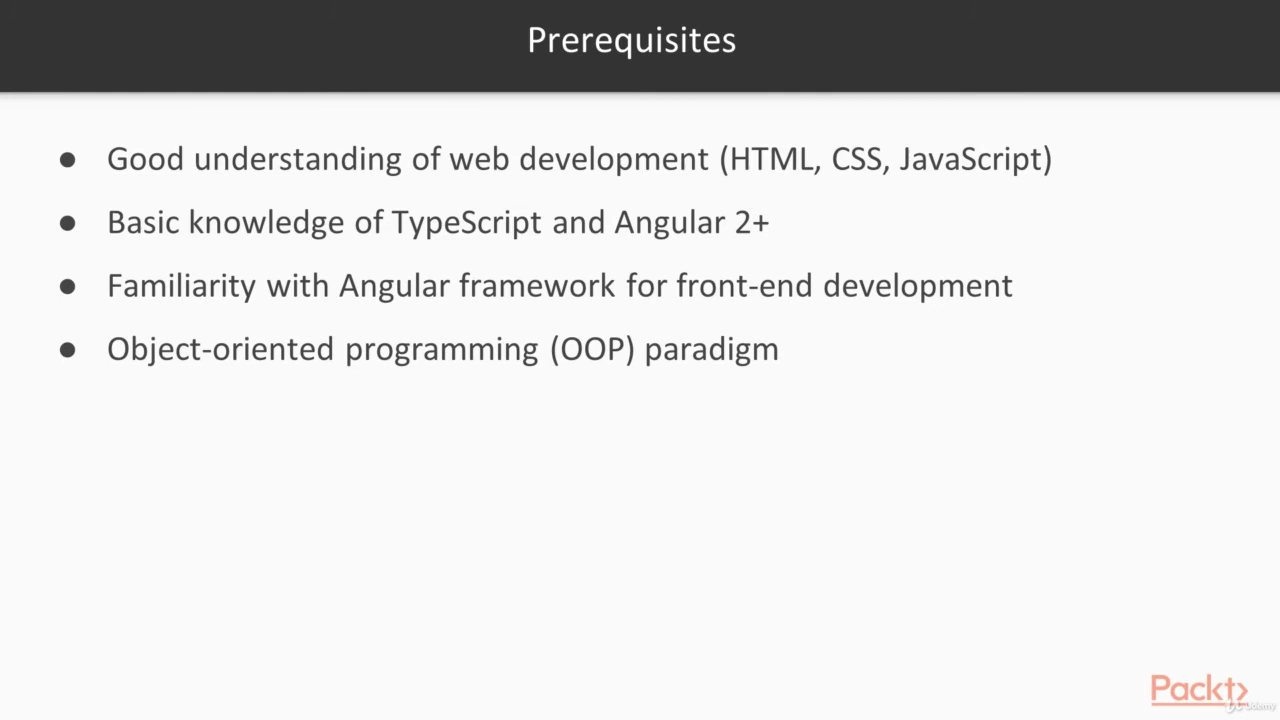 Prerequisites
● Good understanding of web development (HTML, CSS, JavaScript)
● Basic knowledge of TypeScript and Angular 2+
● Familiarity with Angular framework for front-end development
● Object-oriented programming (OOP) paradigm
Packt>
Udemy